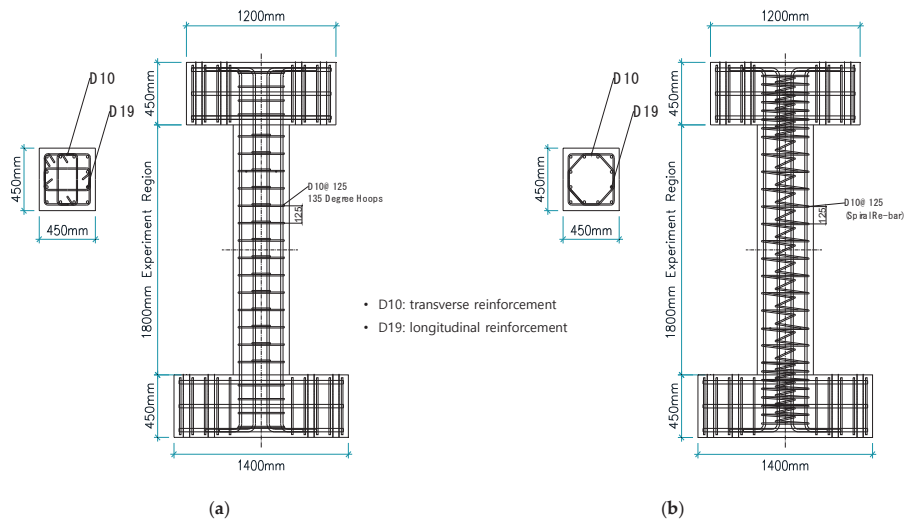 1200mm
D10
D19
450mm
450mm
450mm
1800mm Experiment Region
D10@ 125
135 Degree Hoops
125
450mm
1400mm
(a)
• D10: transverse reinforcement
• D19: longitudinal reinforcement
1200mm
D10
D19
450mm
450mm
450mm
1800mm Experiment Region
D10@ 125
(SpiralRe-bar)
125
450mm
1400mm
(b)